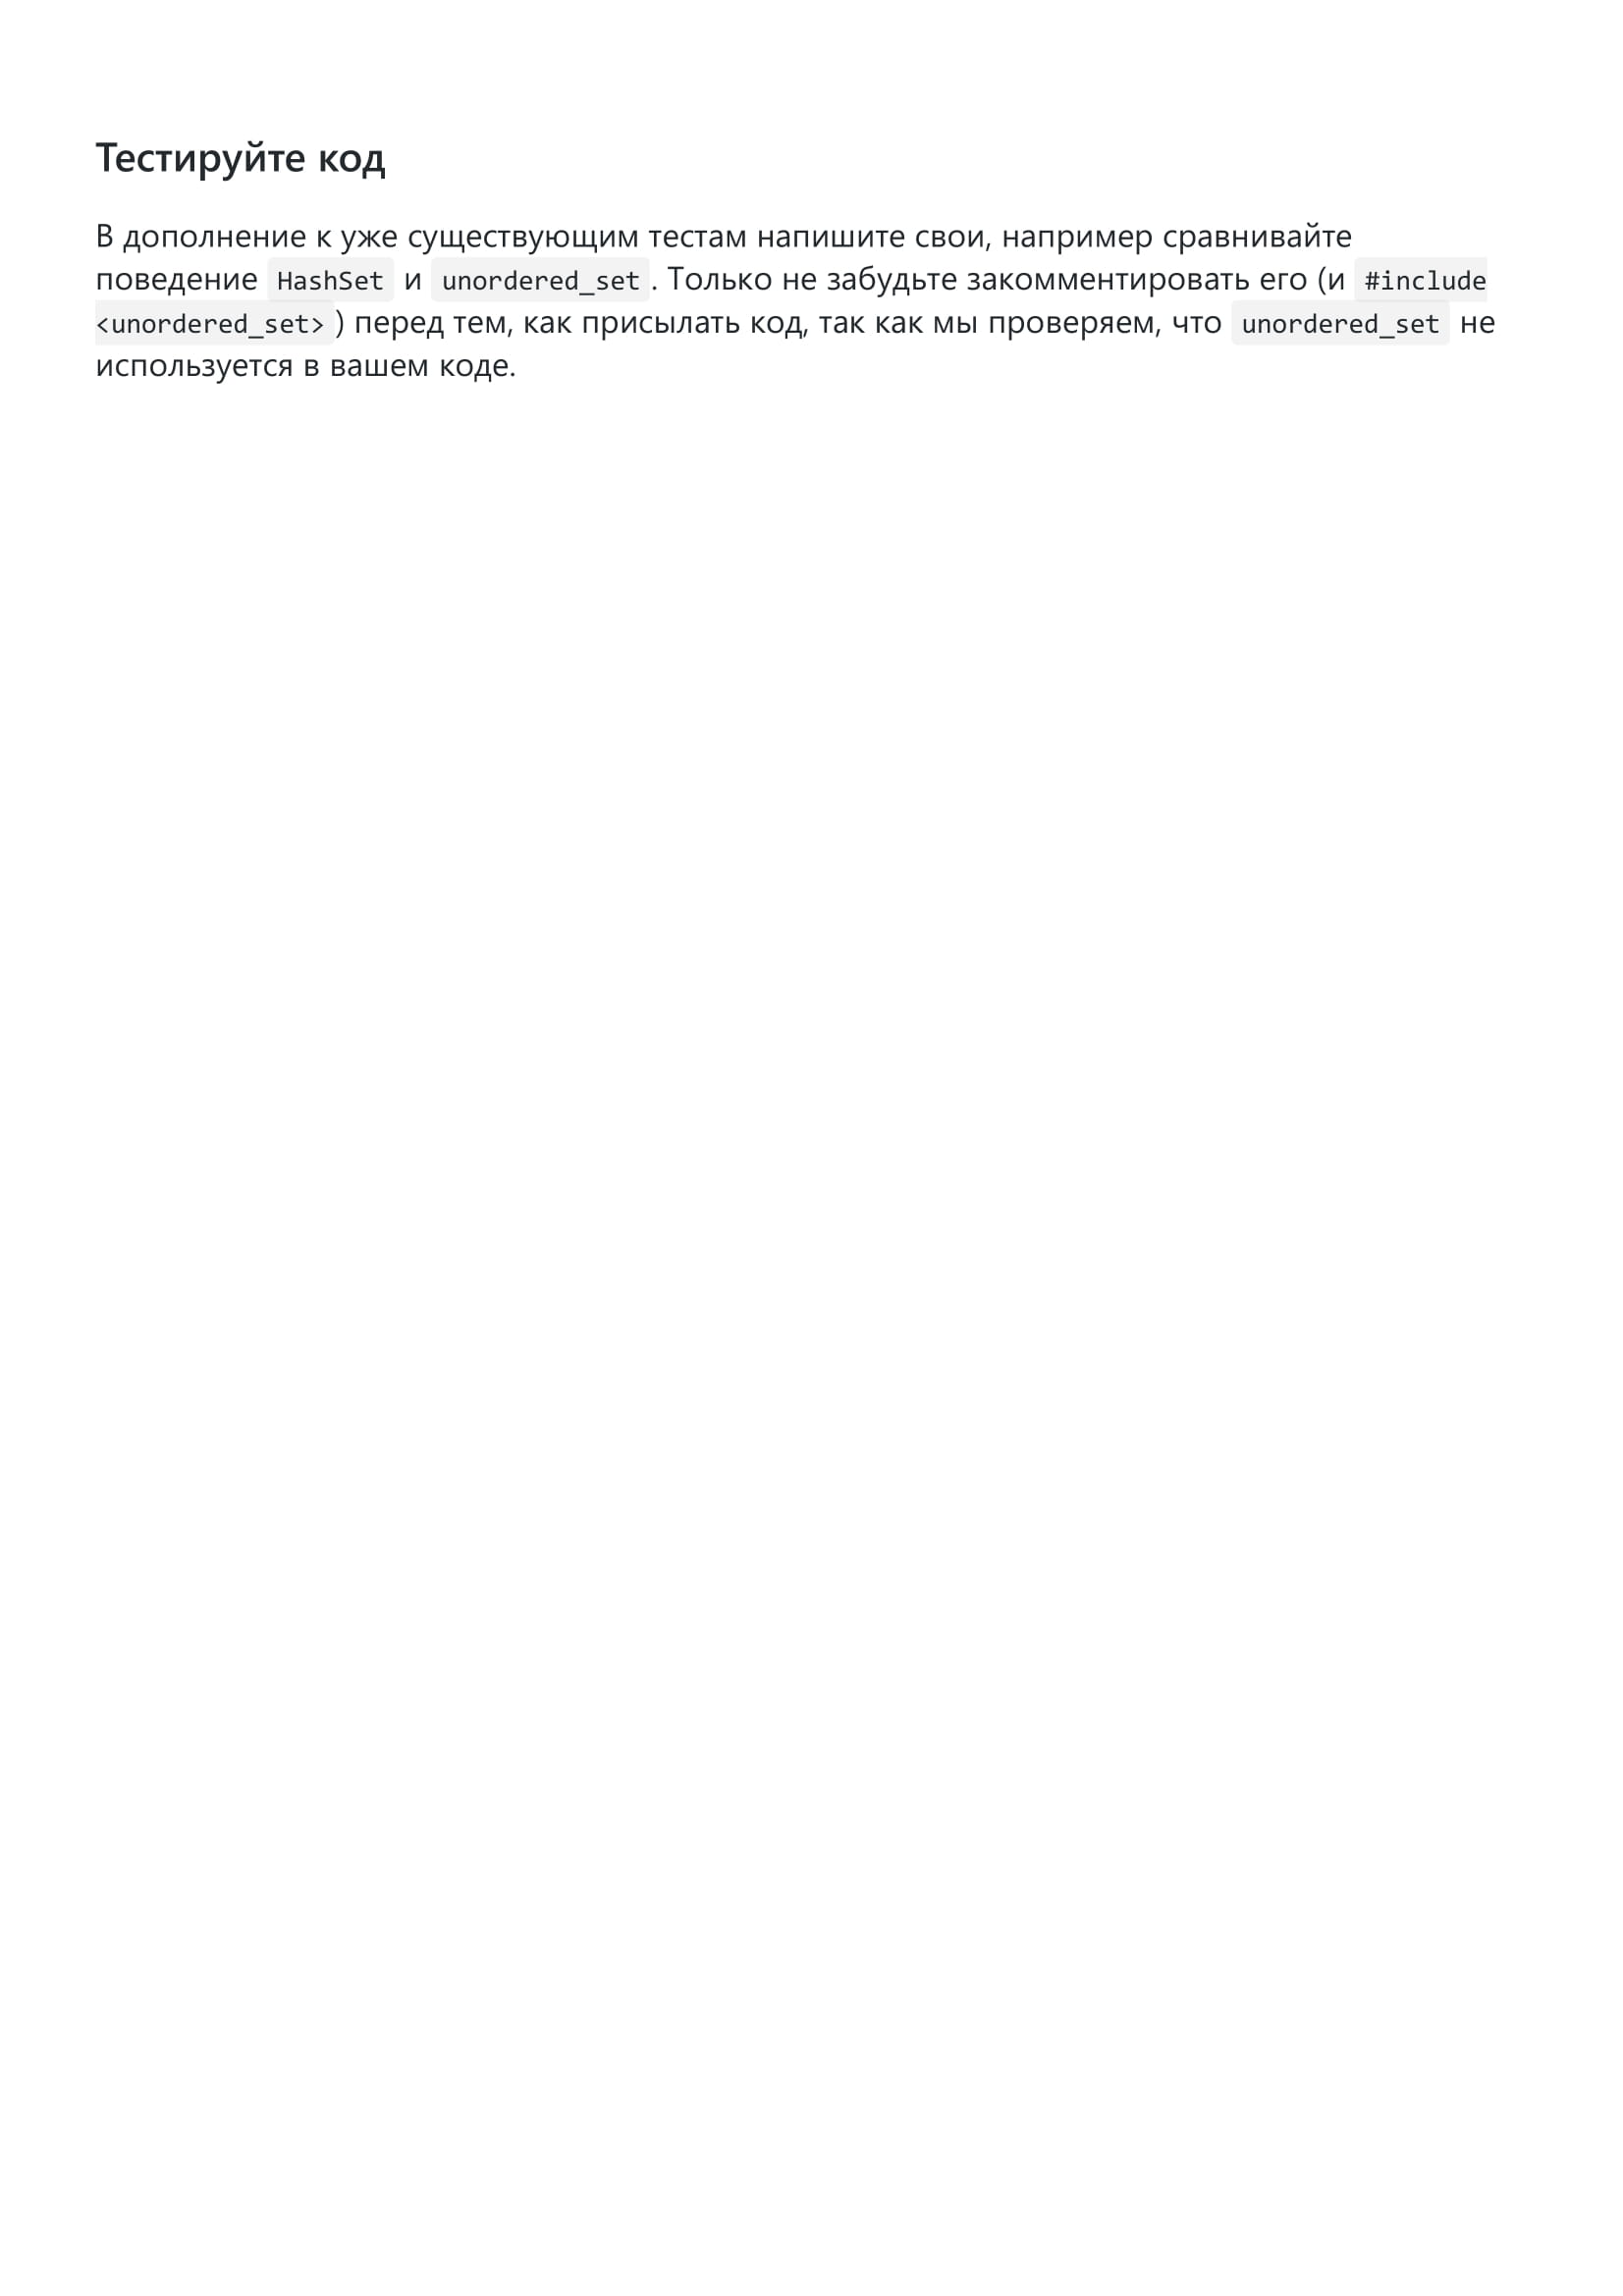 Тестируйте код
В дополнение к уже существующим тестам напишите свои, например сравнивайте
поведение HashSet и unordered_set. Только не забудьте закомментировать его (и #include
<unordered_set>) перед тем, как присылать код, так как мы проверяем, что unordered_set не
используется в вашем коде.